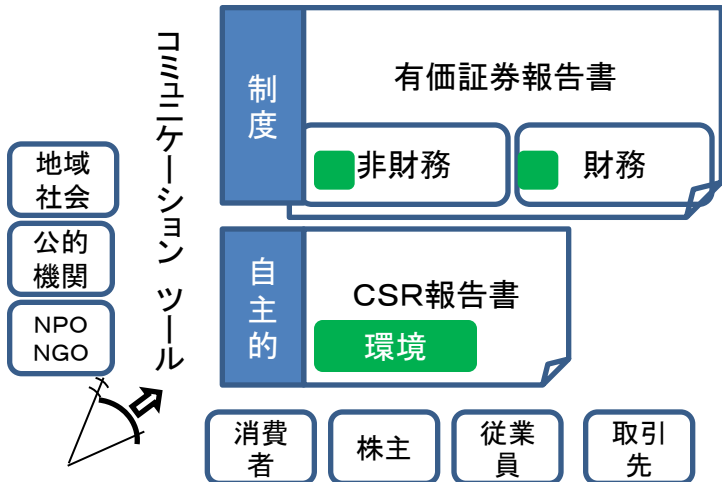 コミュニケーション ツール
制度
有価証券報告書
非財務
財務
地域
社会
公的
機関
NPO
NGO
自主的
CSR報告書
環境
消費
者
株主
従業
員
取引
先